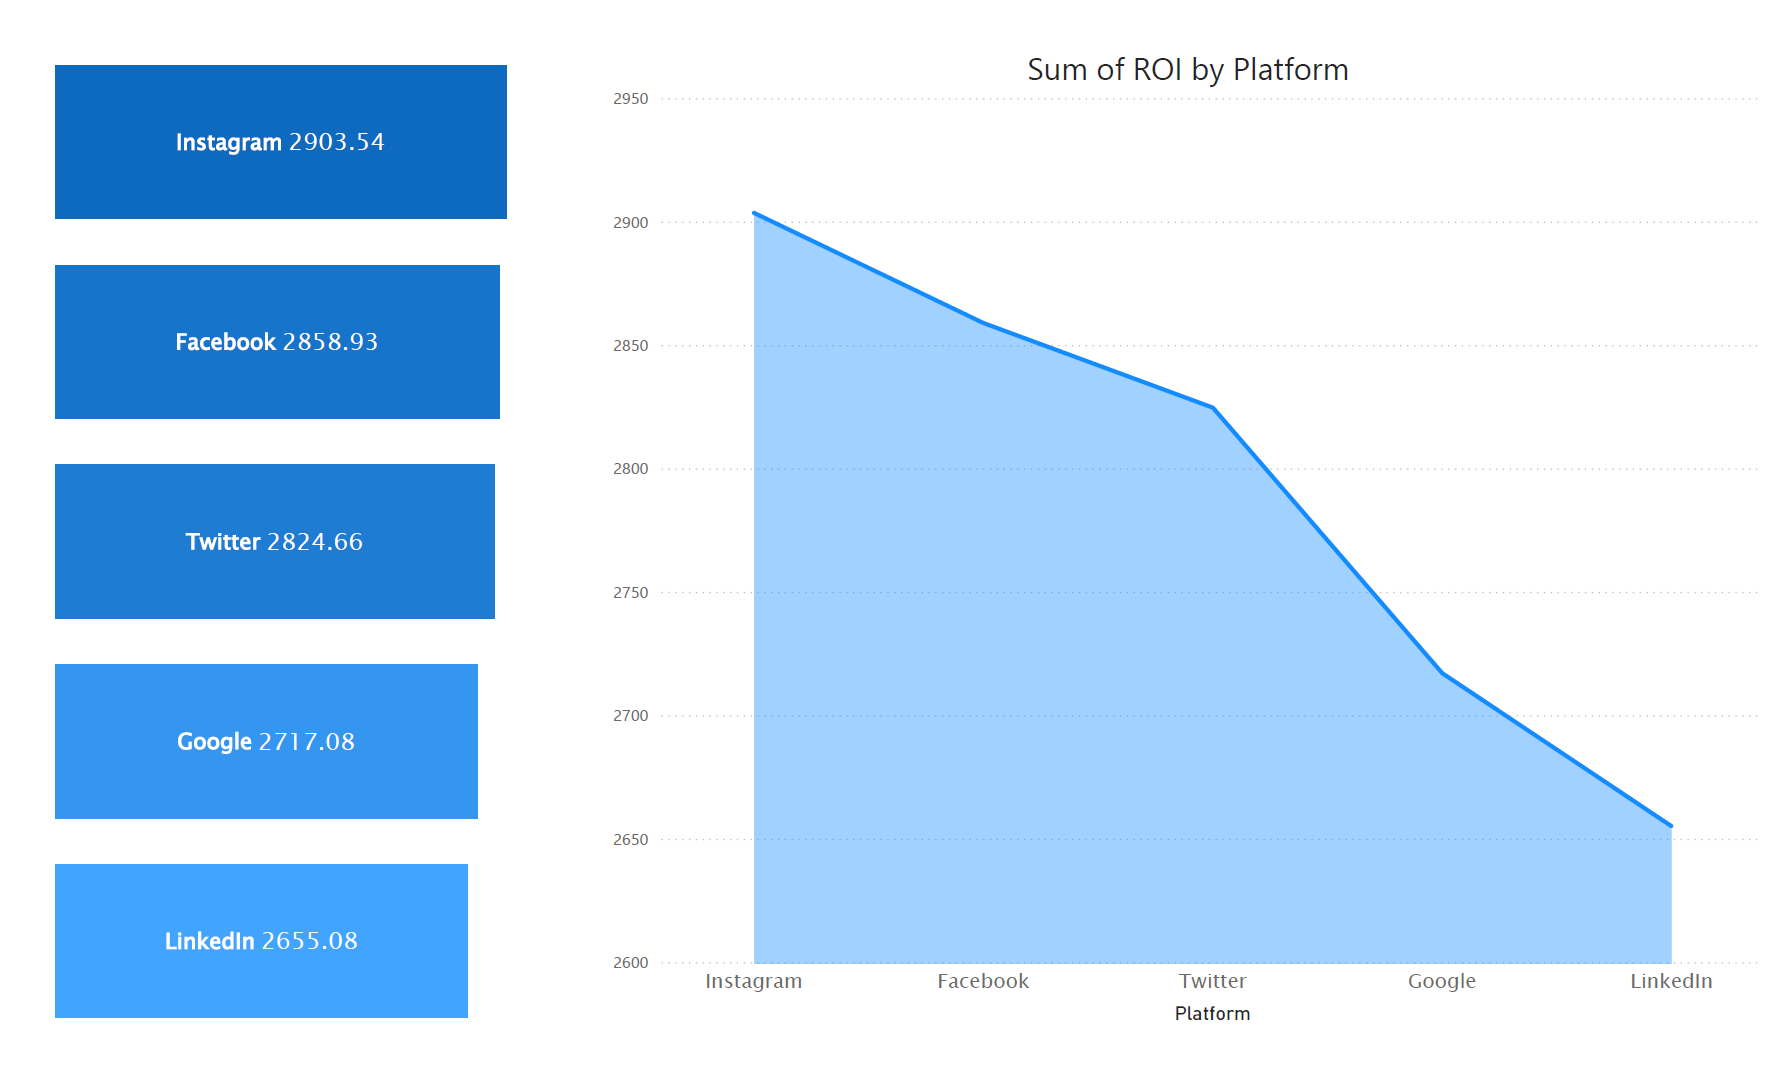 Instagram 2903.54
Facebook 2858.93
Twitter 2824.66
Google 2717.08
LinkedIn 2655.08
Sum of ROI by Platform
2950
2900
2850
2800
2750
2700
2650
2600
Instagram Facebook Twitter Google LinkedIn
Platform